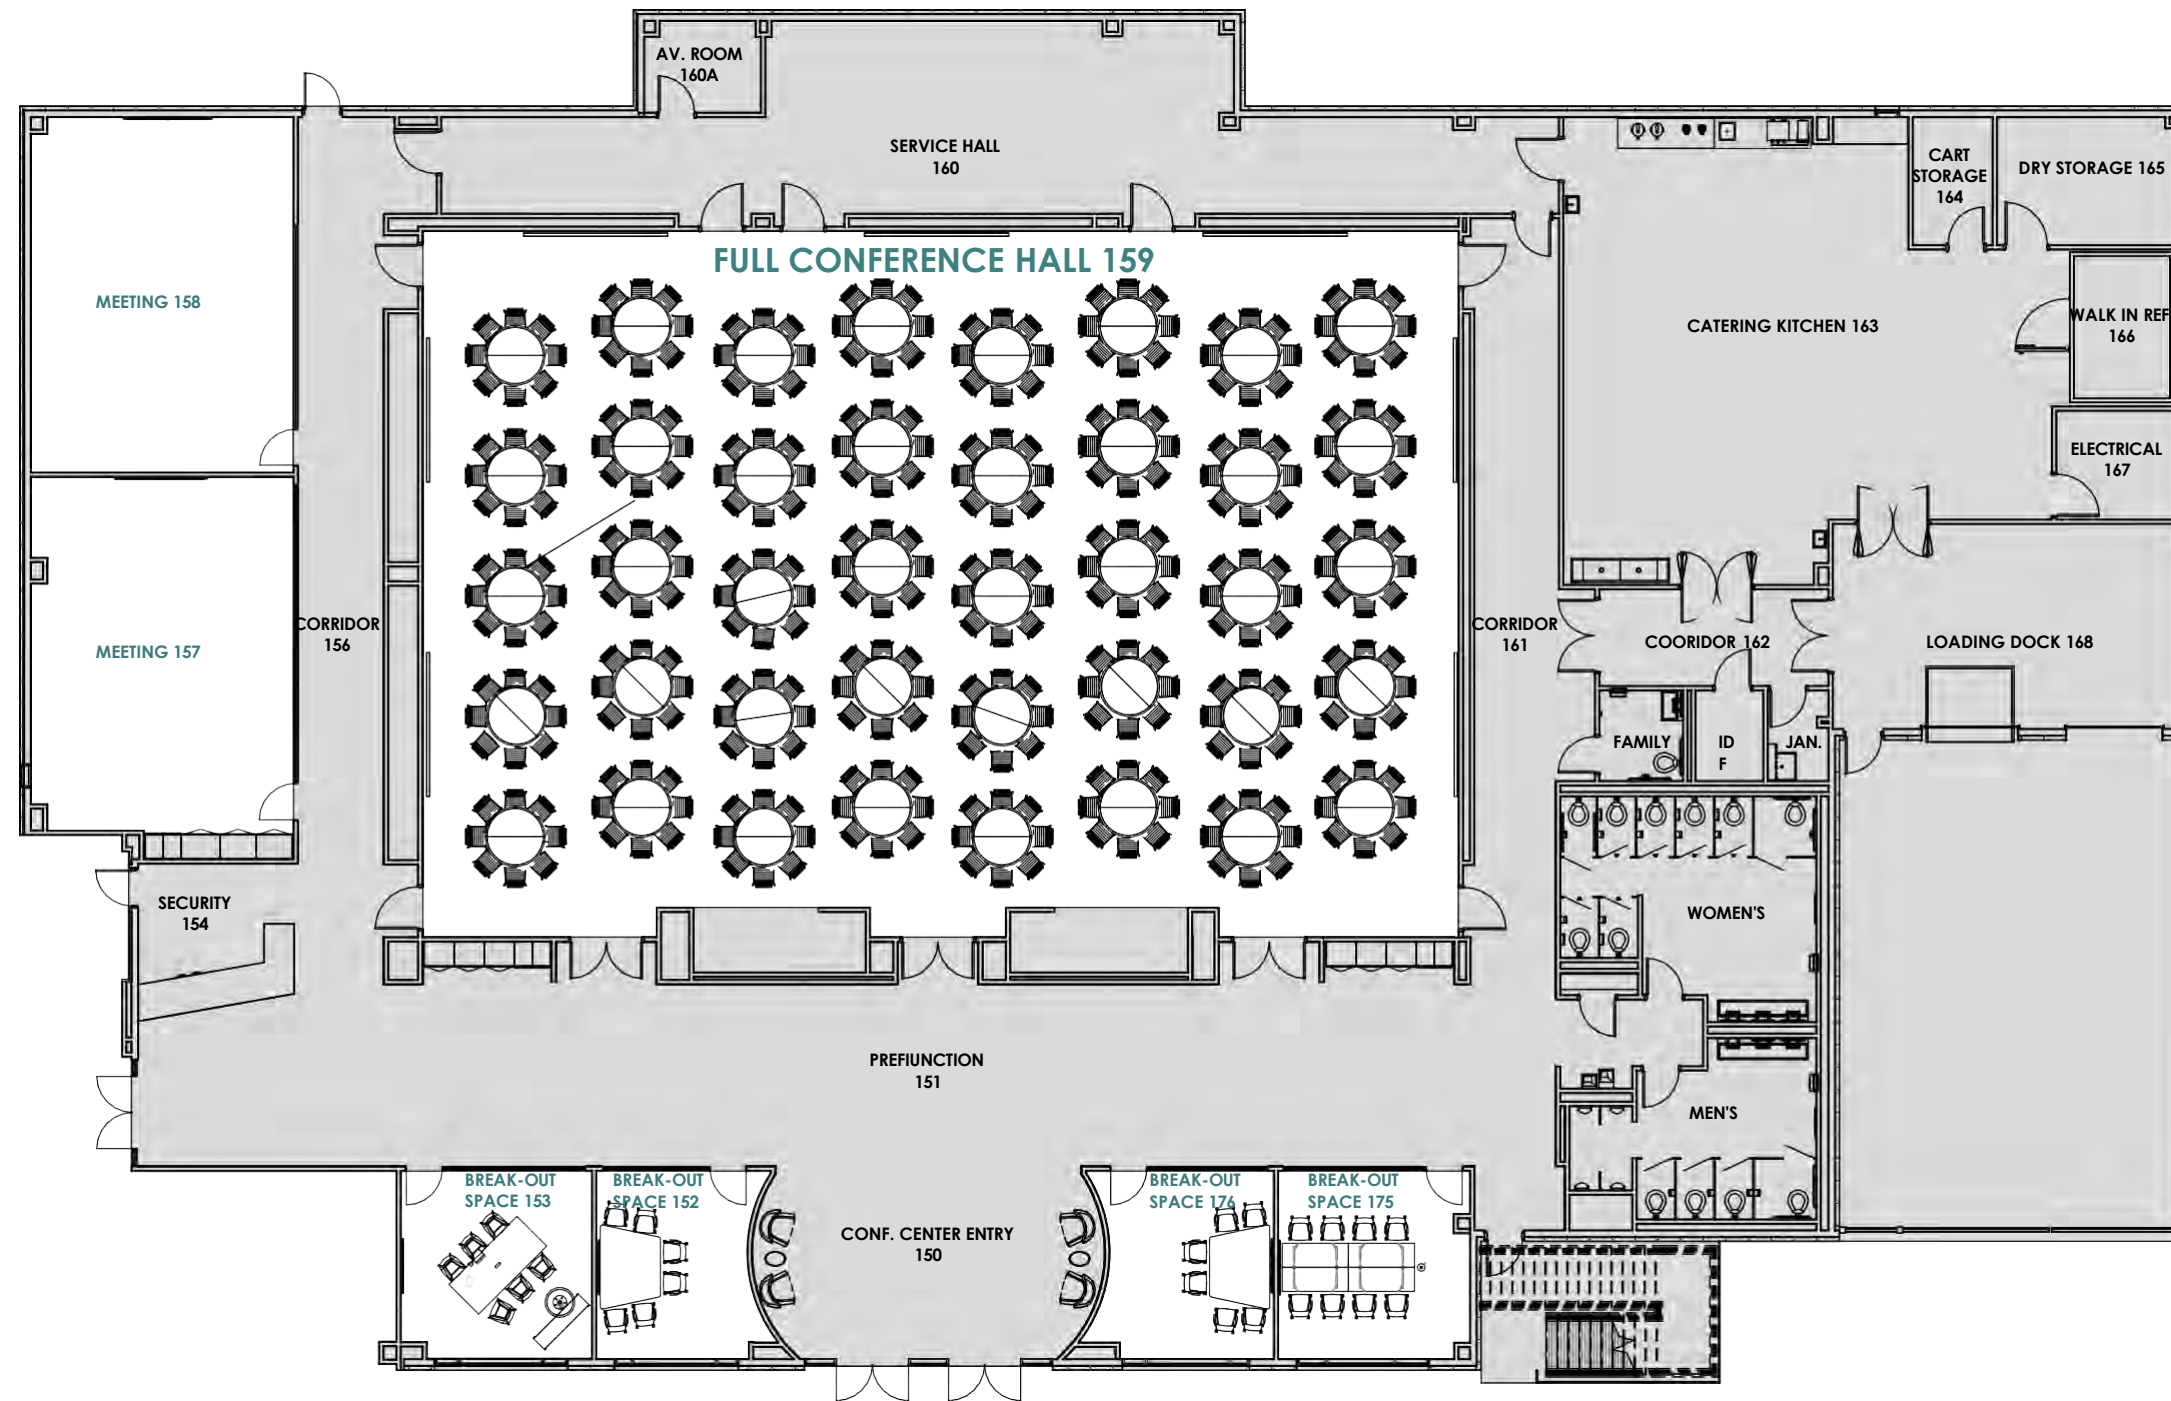 AV. ROOM
160A
SERVICE HALL
160
CART
STORAGE
164
DRY STORAGE 165
FULL CONFERENCE HALL 159
MEETING 158
CATERING KITCHEN 163
WALK IN REF
166
ELECTRICAL
167
MEETING 157
CORRIDOR
156
CORRIDOR
161
COORIDOR 162
LOADING DOCK 168
FAMILY
ID
F
JAN.
SECURITY
154
WOMEN'S
PREFIUNCTION
151
MEN'S
BREAK-OUT
SPACE 153
BREAK-OUT
SPACE 152
BREAK-OUT
SPACE 176
BREAK-OUT
SPACE 175
CONF. CENTER ENTRY
150